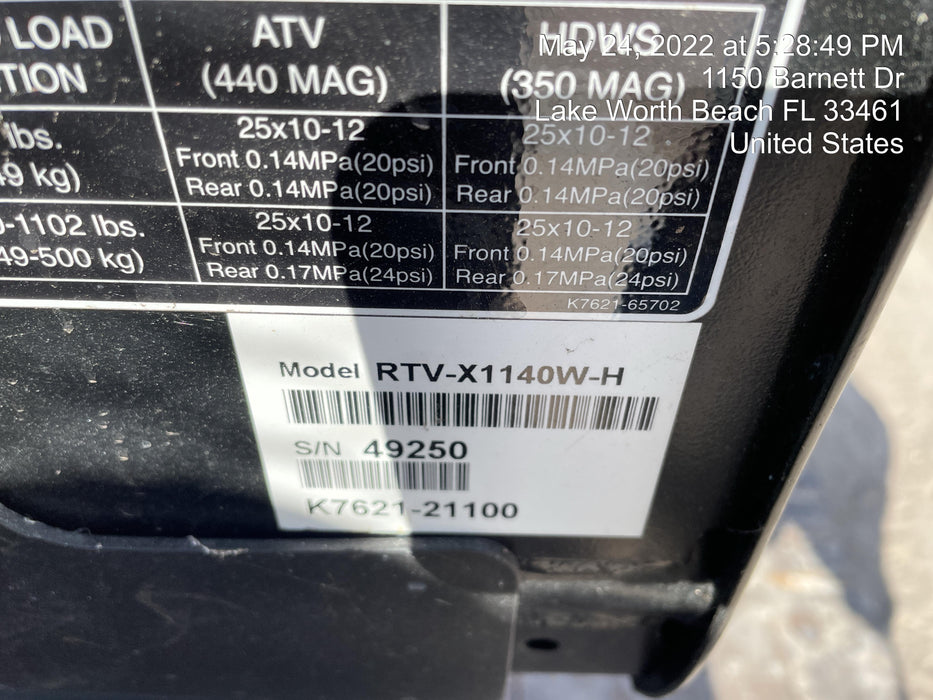 May 24, 2022 at 5:28:49 PM
1150 Barnett Dr
Lake Worth Beach FL 33461
United States
LOAD ATV HDWS
TION (440 MAG) (350 MAG)
lbs. 25x10-12 25x10-12
Front 0.14MPa(20psi) Front 0.14MPa(20psi)
9 kg) Rear 0.14MPa(20psi) Rear 0.14MPa(20psi)
-1102 lbs. 25x10-12 25x10-12
Front 0.14MPa(20psi) Front 0.14MPa(20psi)
49-500 kg) Rear 0.17MPa(24psi) Rear 0.17MPa(24psi)
K7621-65702
Model RTV-X1140W-H
S/N 49250
K7621-21100